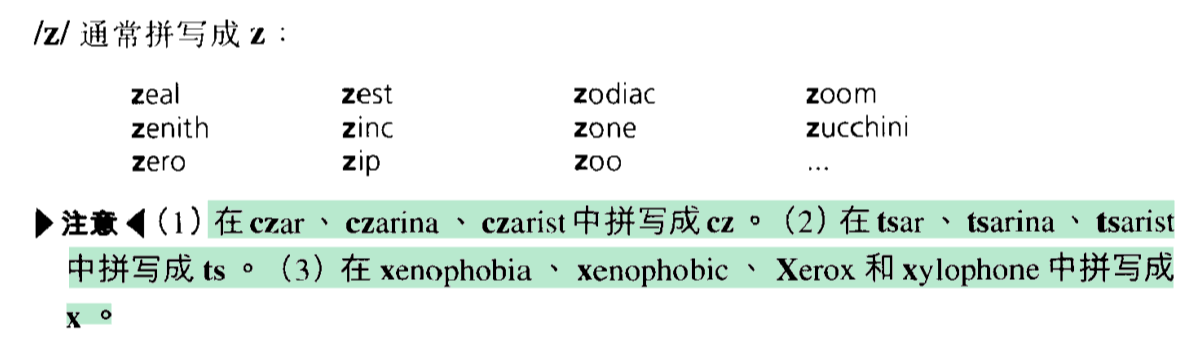 /z/ 通常拼写成 z：
zeal zest zodiac zoom
zenith zinc zone zucchini
zero zip zoo ...
▶注意◀（1）在 czar、czarina、czarist 中拼写成 cz。（2）在 tsar、tsarina、tsarist
中拼写成 ts。（3）在 xenophobia、xenophobic、Xerox 和 xylophone 中拼写成
x。